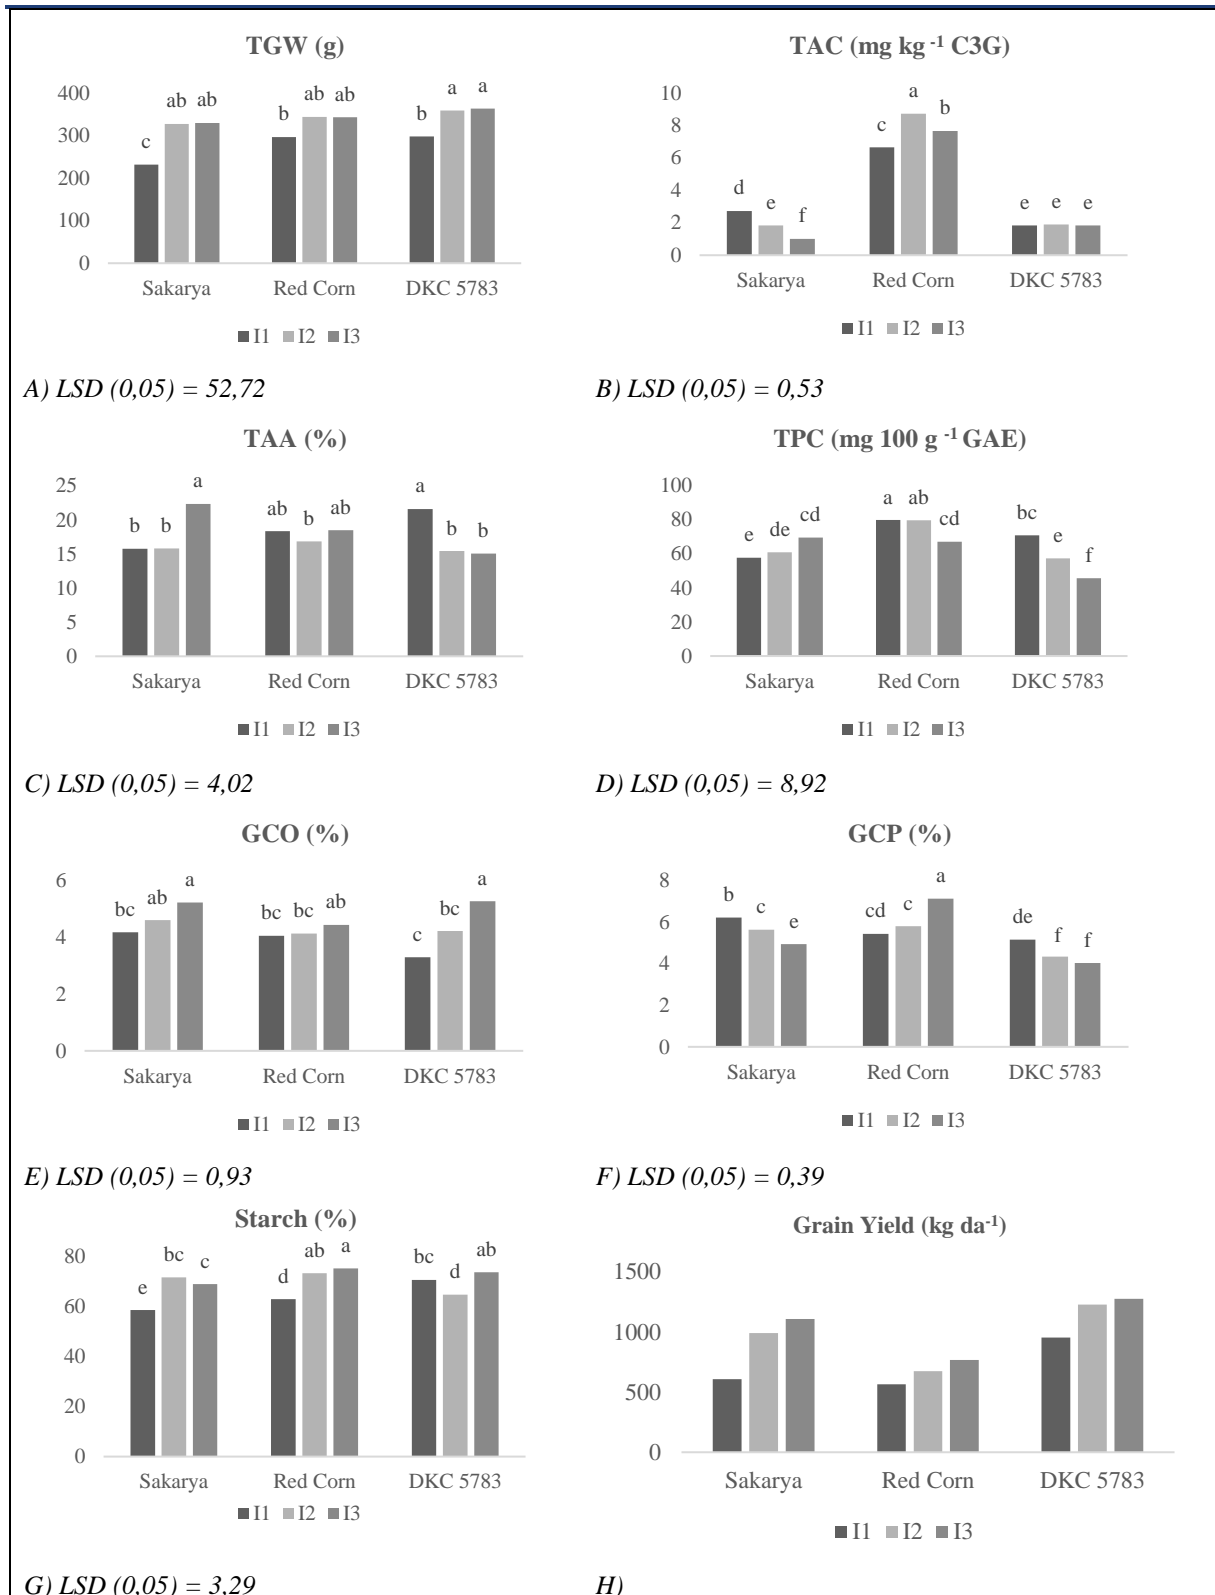 TGW (g)
400
300
200
100
0
c ab ab b ab ab b a a
Sakarya Red Corn DKC 5783
I1 I2 I3
A) LSD (0,05) = 52,72
TAC (mg kg -1 C3G)
10
8
6
4
2
0
d e f c a b e e e
Sakarya Red Corn DKC 5783
I1 I2 I3
B) LSD (0,05) = 0,53
TAA (%)
25
20
15
10
5
0
b b a ab b ab a b b
Sakarya Red Corn DKC 5783
I1 I2 I3
C) LSD (0,05) = 4,02
TPC (mg 100 g -1 GAE)
100
80
60
40
20
0
e de cd a ab cd bc e f
Sakarya Red Corn DKC 5783
I1 I2 I3
D) LSD (0,05) = 8,92
GCO (%)
6
4
2
0
bc ab a bc bc ab c bc a
Sakarya Red Corn DKC 5783
I1 I2 I3
E) LSD (0,05) = 0,93
GCP (%)
8
6
4
2
0
b c e cd c a de f f
Sakarya Red Corn DKC 5783
I1 I2 I3
F) LSD (0,05) = 0,39
Starch (%)
80
60
40
20
0
e bc c d ab a bc d ab
Sakarya Red Corn DKC 5783
I1 I2 I3
G) LSD (0,05) = 3,29
Grain Yield (kg da-1)
1500
1000
500
0
Sakarya Red Corn DKC 5783
I1 I2 I3
H)